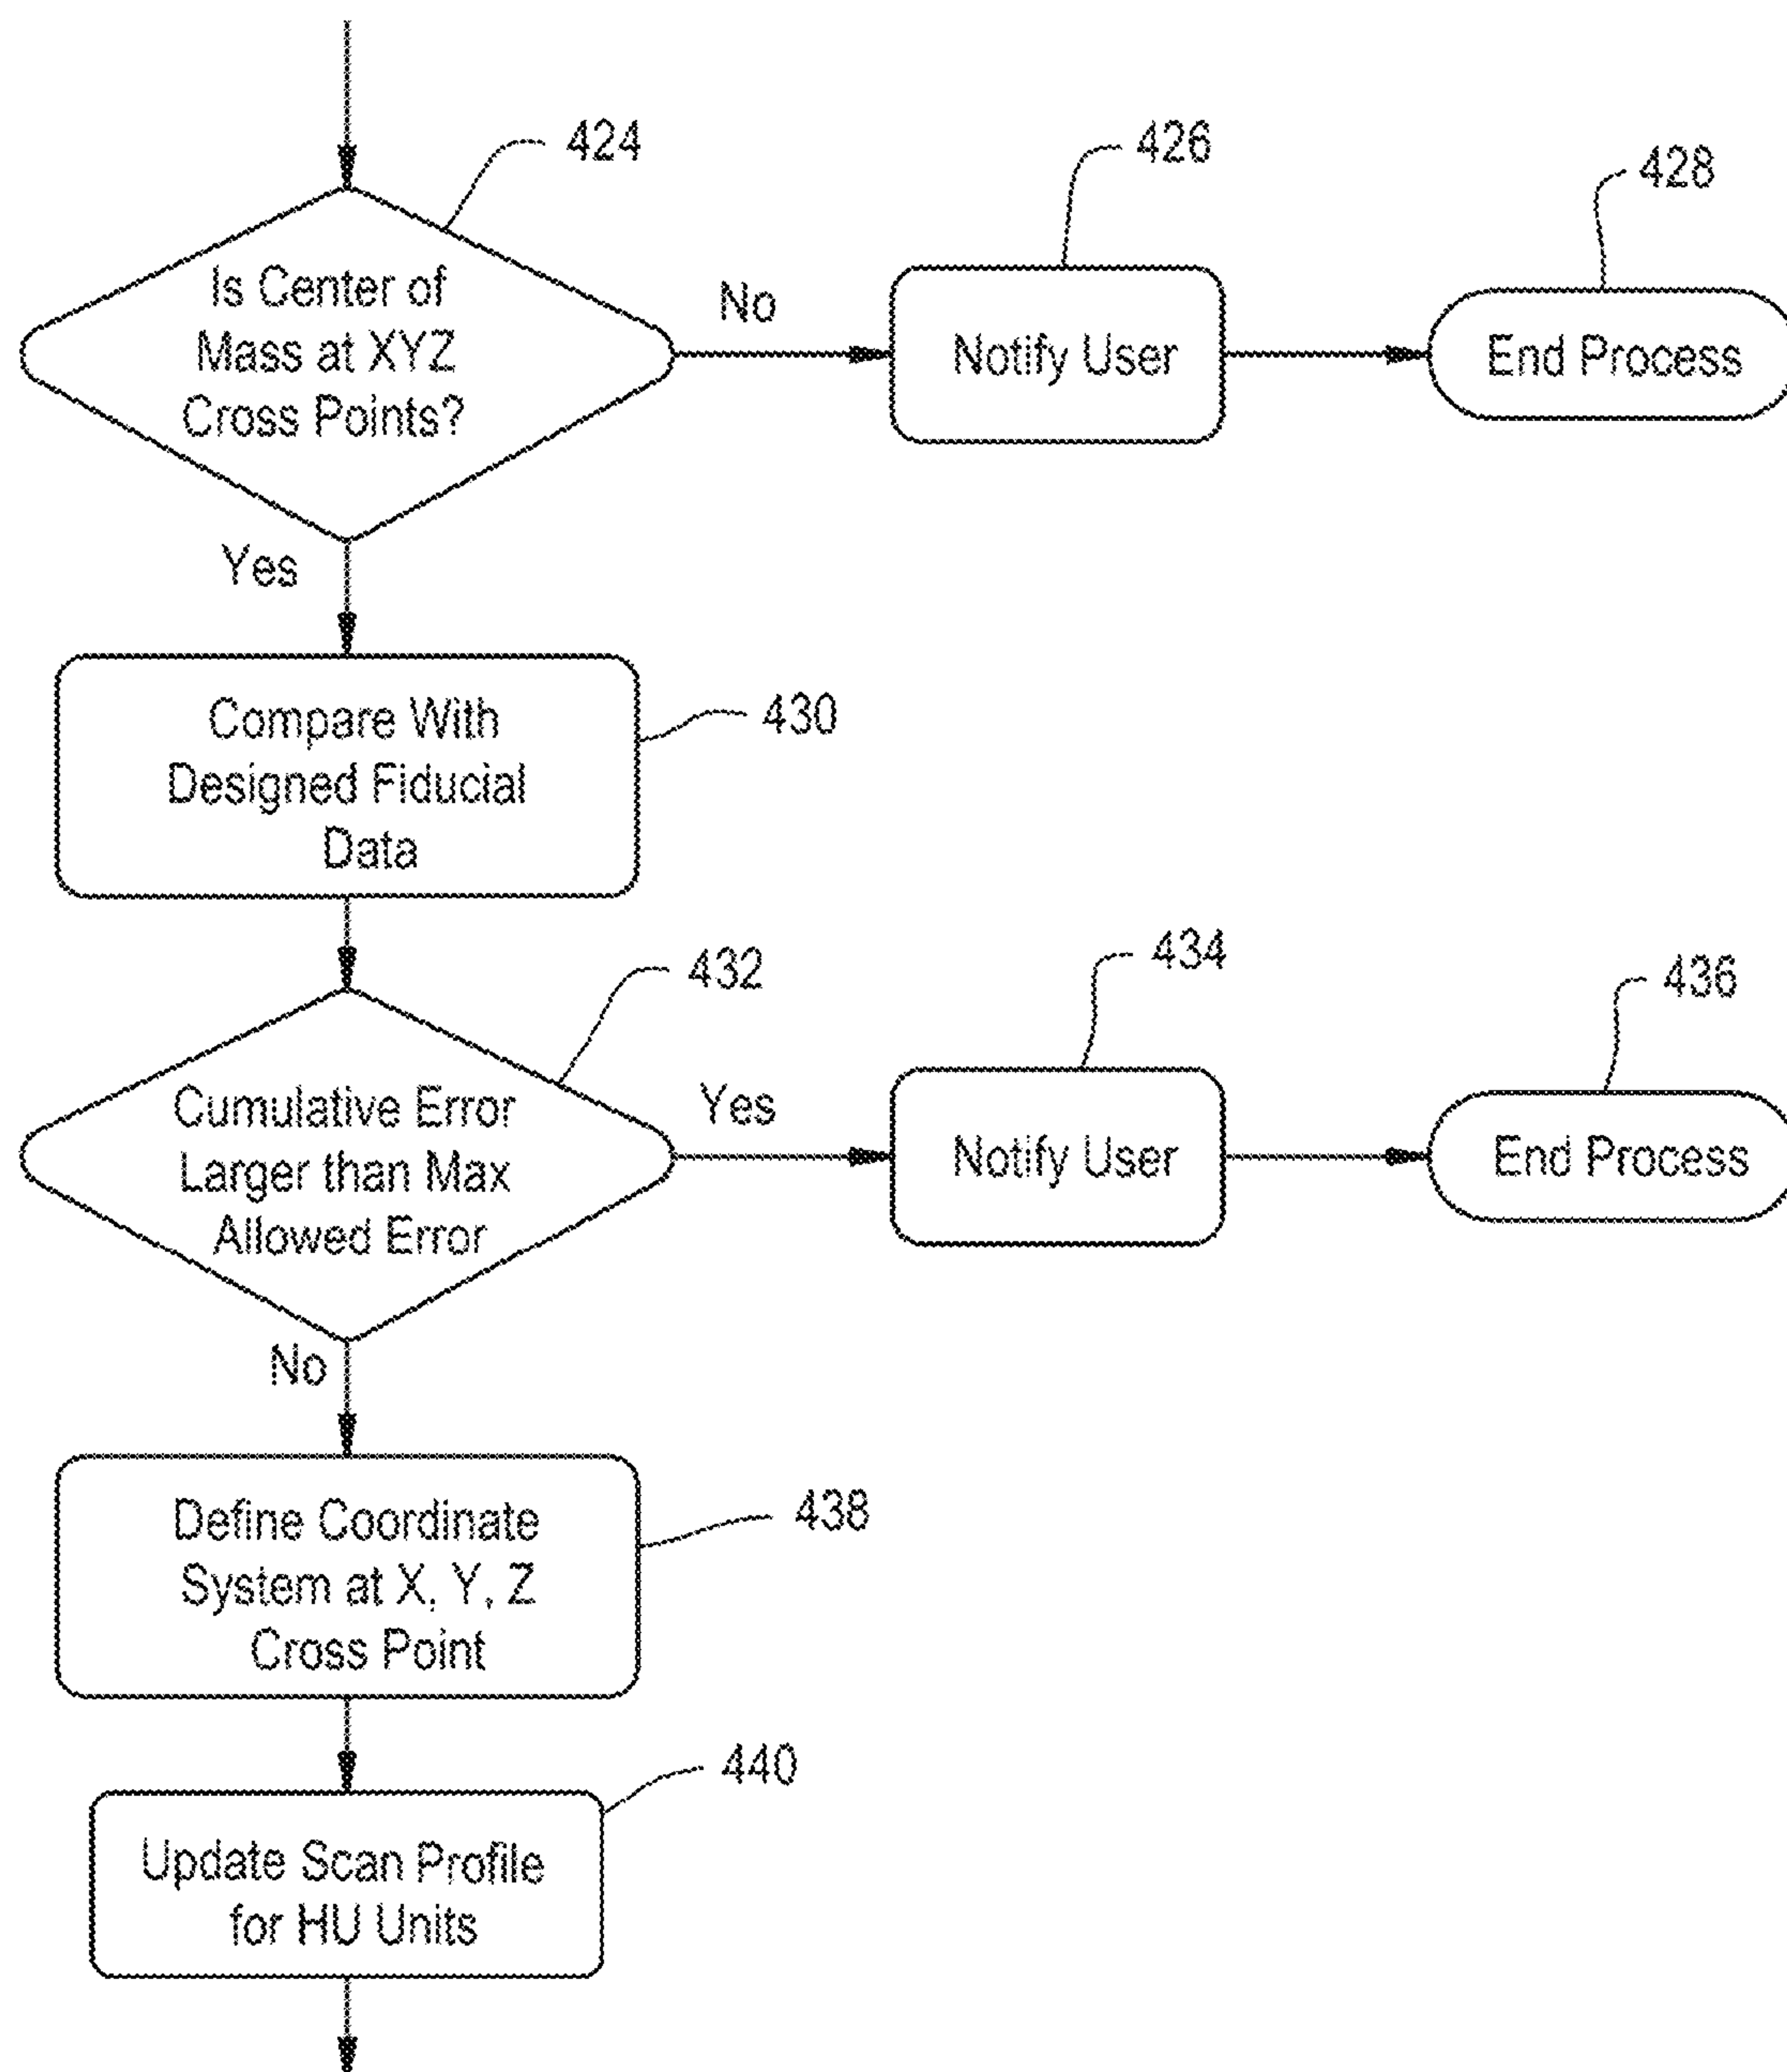 424
Is Center of
Mass at XYZ
Cross Points?
No
426
Notify User
428
End Process
Yes
Compare With
Designed Fiducial
Data
430
432
Cumulative Error
Larger than Max
Allowed Error
Yes
434
Notify User
436
End Process
No
Define Coordinate
System at X, Y, Z
Cross Point
438
440
Update Scan Profile
for HU Units